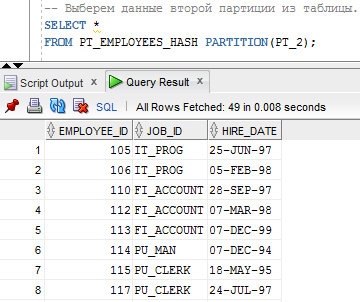 -- Выберем данные второй партиции из таблицы.
SELECT *
FROM PT_EMPLOYEES_HASH PARTITION(PT_2);
Script Output x Query Result x
SQL | All Rows Fetched: 49 in 0.008 seconds
EMPLOYEE_ID JOB_ID HIRE_DATE
1 105 IT_PROG 25-JUN-97
2 106 IT_PROG 05-FEB-98
3 110 FI_ACCOUNT 28-SEP-97
4 112 FI_ACCOUNT 07-MAR-98
5 113 FI_ACCOUNT 07-DEC-99
6 114 PU_MAN 07-DEC-94
7 115 PU_CLERK 18-MAY-95
8 117 PU_CLERK 24-JUL-97